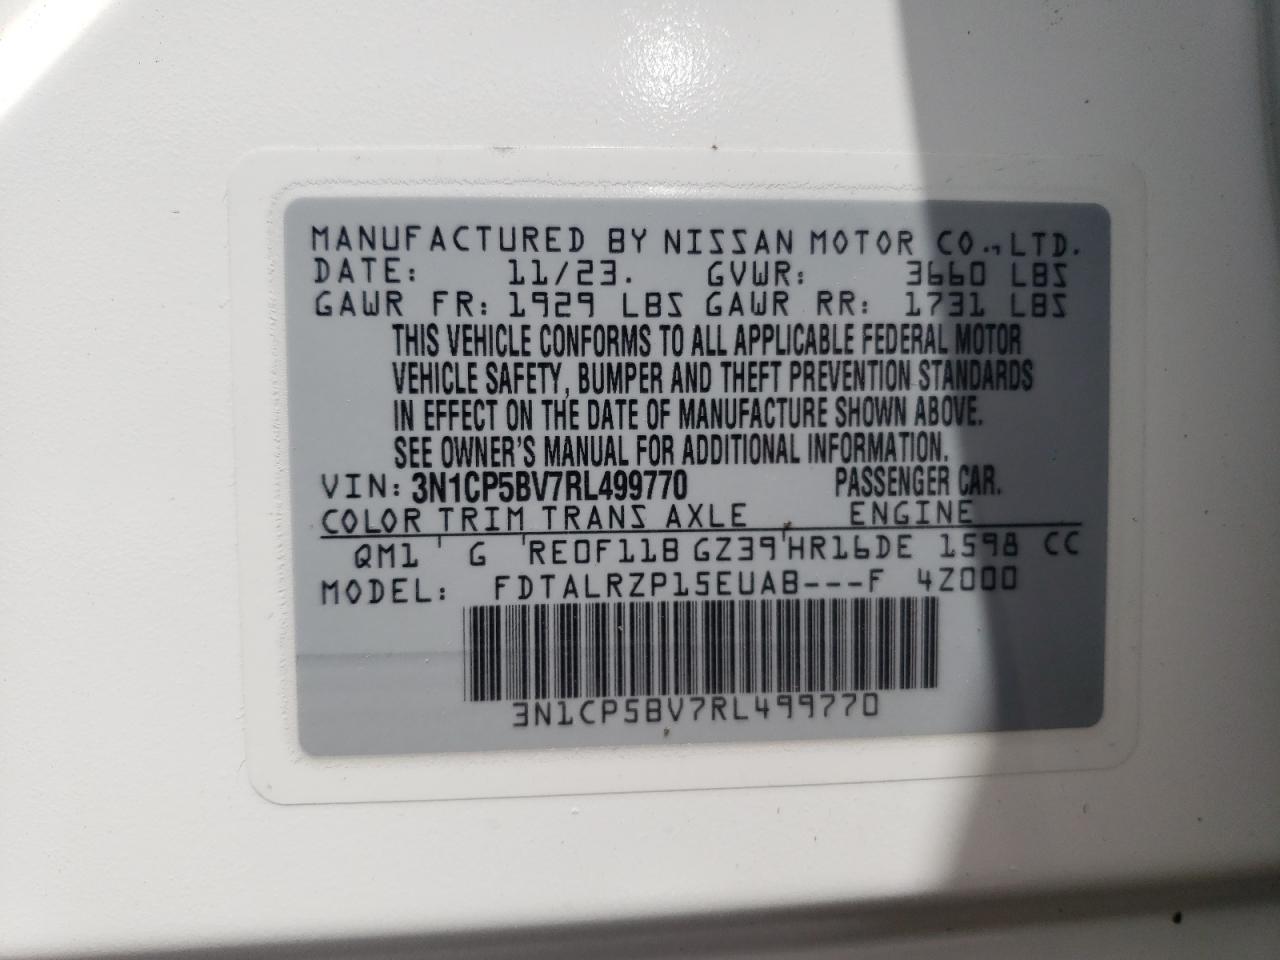 MANUFACTURED BY NISSAN MOTOR CO., LTD.
DATE: 11/23. GVWR: 3660 LBS
GAWR FR: 1929 LBS GAWR RR: 1731 LBS
THIS VEHICLE CONFORMS TO ALL APPLICABLE FEDERAL MOTOR
VEHICLE SAFETY, BUMPER AND THEFT PREVENTION STANDARDS
IN EFFECT ON THE DATE OF MANUFACTURE SHOWN ABOVE.
SEE OWNER'S MANUAL FOR ADDITIONAL INFORMATION.
VIN: 3N1CP5BV7RL499770 PASSENGER CAR.
COLOR TRIM TRANS AXLE ENGINE
QM1 G RE0F11B GZ39 HR16DE 1598 CC
MODEL: FDTALRZP15EUAB---F 4Z000
3N1CP5BV7RL499770